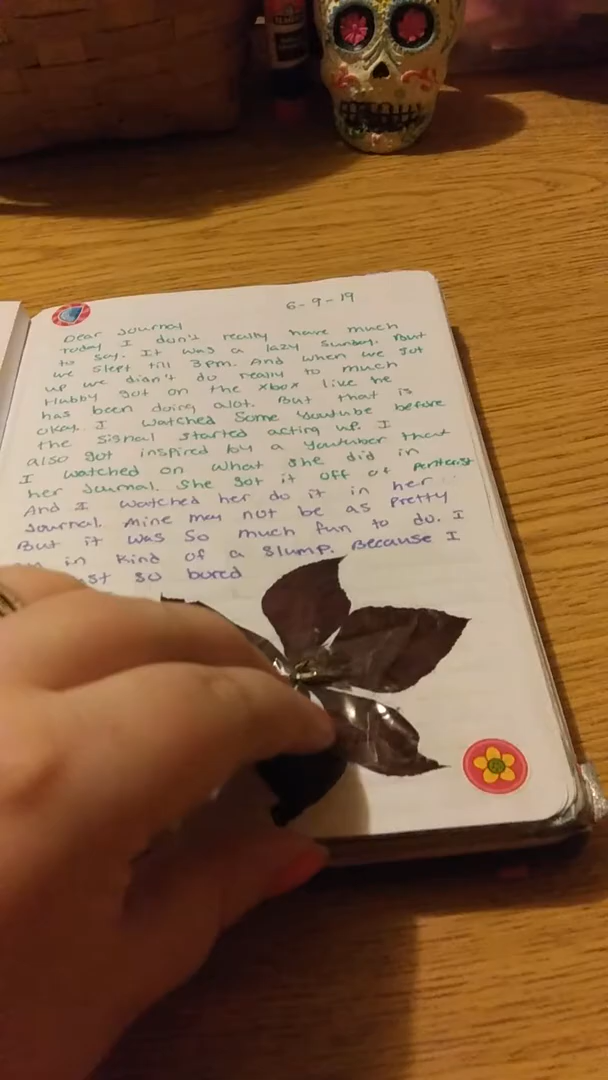 6-9-19
Dear Journal
Today I don't really have much
to say. It was a lazy Sunday. But
we slept till 3pm. And when we got
up we didn't do really to much
Hubby got on the xbox live he
has been doing alot. But that is
okay. I watched Some Youtube before
the Signal started acting up. I
also got inspired by a Youtuber that
I watched on what She did in
her Journal. She got it off of
And I watched her do it in her
Journal. Mine may not be as pretty
But it was so much fun to do. I
in kind of a slump. Because I
so bored